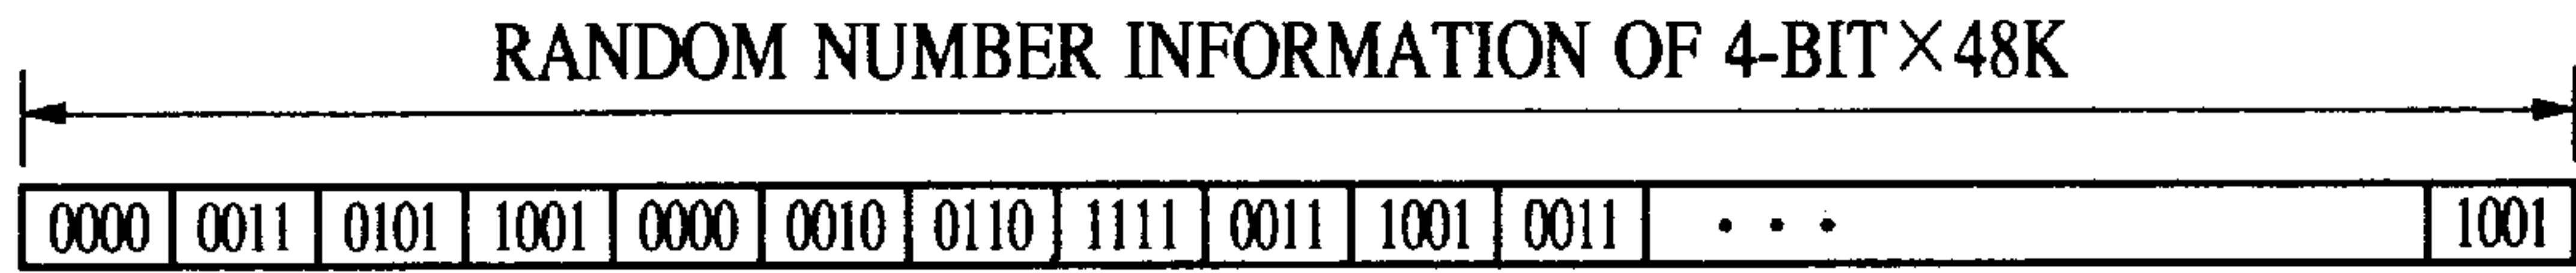 RANDOM NUMBER INFORMATION OF 4-BIT×48K
0000 0011 0101 1001 0000 0010 0110 1111 0011 1001 0011 ・・・ 1001